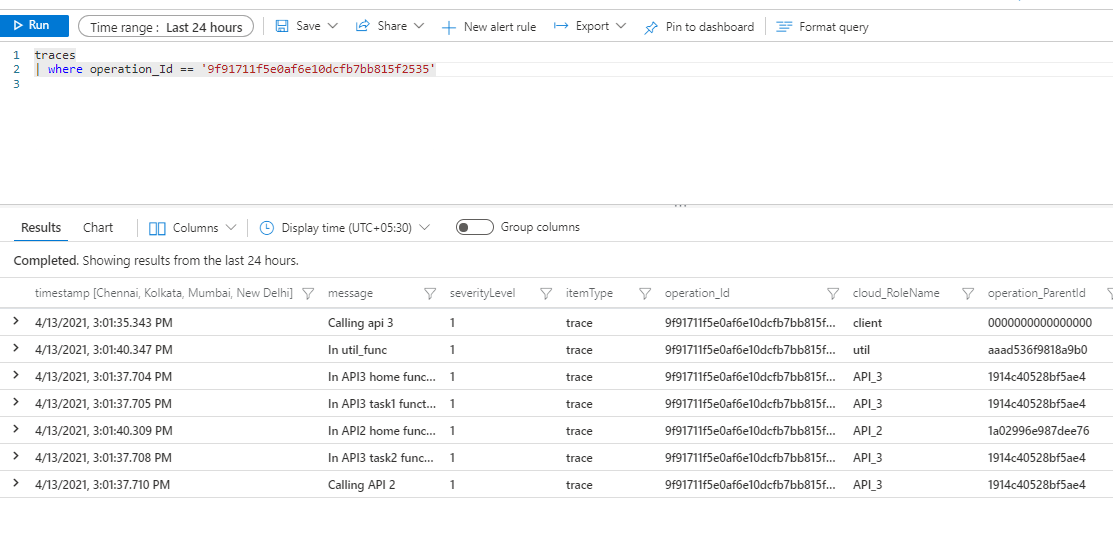 Run Time range : Last 24 hours Save Share New alert rule Export Pin to dashboard Format query
1 traces
2 | where operation_Id == '9f91711f5e0af6e10dcfb7bb815f2535'
3
Results Chart Columns Display time (UTC+05:30) Group columns
Completed. Showing results from the last 24 hours.
timestamp [Chennai, Kolkata, Mumbai, New Delhi] message severityLevel itemType operation_Id cloud_RoleName operation_ParentId
4/13/2021, 3:01:35.343 PM Calling api 3 1 trace 9f91711f5e0af6e10dcfb7bb815f... client 0000000000000000
4/13/2021, 3:01:40.347 PM In util_func 1 trace 9f91711f5e0af6e10dcfb7bb815f... util aaad536f9818a9b0
4/13/2021, 3:01:37.704 PM In API3 home func... 1 trace 9f91711f5e0af6e10dcfb7bb815f... API_3 1914c40528bf5ae4
4/13/2021, 3:01:37.705 PM In API3 task1 funct... 1 trace 9f91711f5e0af6e10dcfb7bb815f... API_3 1914c40528bf5ae4
4/13/2021, 3:01:40.309 PM In API2 home func... 1 trace 9f91711f5e0af6e10dcfb7bb815f... API_2 1a02996e987dee76
4/13/2021, 3:01:37.708 PM In API3 task2 func... 1 trace 9f91711f5e0af6e10dcfb7bb815f... API_3 1914c40528bf5ae4
4/13/2021, 3:01:37.710 PM Calling API 2 1 trace 9f91711f5e0af6e10dcfb7bb815f... API_3 1914c40528bf5ae4